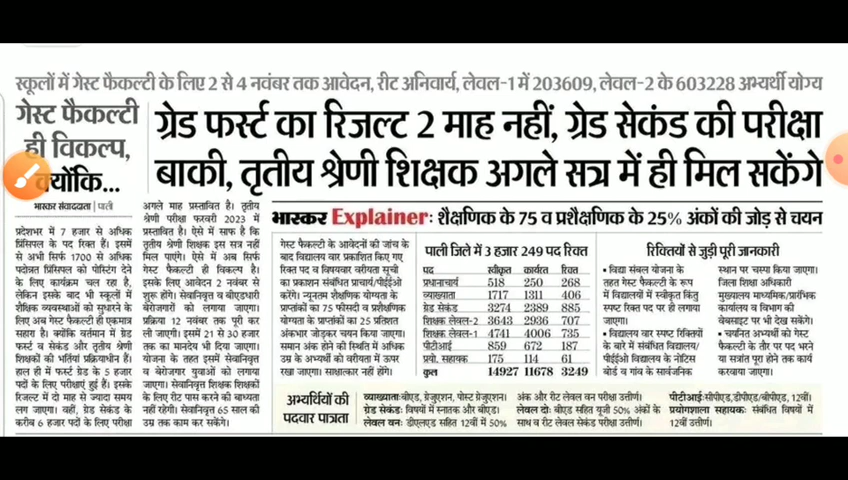 स्कूलों में गेस्ट फैकल्टी के लिए 2 से 4 नवंबर तक आवेदन, रीट अनिवार्य, लेवल-1 में 203609, लेवल-2 के 603228 अभ्यर्थी योग्य
गेस्ट फैकल्टी
ही विकल्प,
क्योंकि...
ग्रेड फर्स्ट का रिजल्ट 2 माह नहीं, ग्रेड सेकंड की परीक्षा
बाकी, तृतीय श्रेणी शिक्षक अगले सत्र में ही मिल सकेंगे
भास्कर संवाददाता | पाली
प्रदेशभर में 7 हजार से अधिक
प्रिंसिपल के पद रिक्त हैं। इसमें
से अभी सिर्फ 1700 से अधिक
पदोन्नत प्रिंसिपल को पोस्टिंग देने
के लिए कार्यक्रम चल रहा है,
लेकिन इसके बाद भी स्कूलों में
शैक्षिक व्यवस्थाओं को सुधारने के
लिए अब गेस्ट फैकल्टी ही एकमात्र
सहारा है। क्योंकि वर्तमान में ग्रेड
फर्स्ट व सेकंड और तृतीय श्रेणी
शिक्षकों की भर्तियां प्रक्रियाधीन हैं।
हाल ही में फर्स्ट ग्रेड के 5 हजार
पदों के लिए परीक्षाएं हुई हैं। इसके
रिजल्ट में दो माह से ज्यादा समय
लग जाएगा। वहीं, ग्रेड सेकंड के
करीब 6 हजार पदों के लिए परीक्षा
अगले माह प्रस्तावित है। तृतीय
श्रेणी परीक्षा फरवरी 2023 में
प्रस्तावित है। ऐसे में साफ है कि
तृतीय श्रेणी शिक्षक इस सत्र नहीं
मिल पाएंगे। ऐसे में अब सिर्फ
गेस्ट फैकल्टी ही विकल्प है।
इसके लिए आवेदन 2 नवंबर से
शुरू होंगे। सेवानिवृत्त व बीएडधारी
बेरोजगारों को लगाया जाएगा।
प्रक्रिया 12 नवंबर तक पूरी कर
ली जाएगी। इसमें 21 से 30 हजार
तक का मानदेय भी दिया जाएगा।
योजना के तहत इसमें सेवानिवृत्त
व बेरोजगार युवाओं को लगाया
जाएगा। सेवानिवृत्त शिक्षक शिक्षकों
के लिए रीट पास करने की बाध्यता
नहीं रहेगी। सेवानिवृत्त 65 साल की
उम्र तक काम कर सकेंगे।
भास्कर Explainer: शैक्षणिक के 75 व प्रशैक्षणिक के 25% अंकों की जोड़ से चयन
गेस्ट फैकल्टी के आवेदनों की जांच के
बाद विद्यालय वार प्रकाशित किए गए
रिक्त पद व विषयवार वरीयता सूची
का प्रकाशन संबंधित प्राचार्य/पीईईओ
करेंगे। न्यूनतम शैक्षणिक योग्यता के
प्राप्तांकों का 75 फीसदी व प्रशैक्षणिक
योग्यता के प्राप्तांकों का 25 प्रतिशत
अंकभार जोड़कर चयन किया जाएगा।
समान अंक होने की स्थिति में अधिक
उम्र के अभ्यर्थी को वरीयता में ऊपर
रखा जाएगा। साक्षात्कार नहीं होंगे।
पाली जिले में 3 हजार 249 पद रिक्त
पद स्वीकृत कार्यरत रिक्त
प्रधानाचार्य 518 250 268
व्याख्याता 1717 1311 406
ग्रेड सेकंड 3274 2389 885
शिक्षक लेवल-2 3643 2936 707
शिक्षक लेवल-1 4741 4006 735
पीटीआई 859 672 187
प्रयो. सहायक 175 114 61
कुल 14927 11678 3249
रिक्तियों से जुड़ी पूरी जानकारी
• विद्या संबल योजना के
तहत गेस्ट फैकल्टी के रूप
में विद्यालयों में स्वीकृत किंतु
स्पष्ट रिक्त पद पर ही लगाया
जाएगा।
• विद्यालय वार स्पष्ट रिक्तियों
के बारे में संबंधित विद्यालय/
पीईईओ विद्यालय के नोटिस
बोर्ड व गांव के सार्वजनिक
स्थान पर चस्पा किया जाएगा।
जिला शिक्षा अधिकारी
मुख्यालय माध्यमिक/प्रारंभिक
कार्यालय व विभाग की
वेबसाइट पर भी देख सकेंगे।
• चयनित अभ्यर्थी को गेस्ट
फैकल्टी के तौर पर पद भरने
या सत्रांत पूरा होने तक कार्य
करवाया जाएगा।
अभ्यर्थियों की
पदवार पात्रता
व्याख्याता:बीएड, ग्रेजुएशन, पोस्ट ग्रेजुएशन।
ग्रेड सेकंड: विषयों में स्नातक और बीएड।
लेवल वन: डीएलएड सहित 12वीं में 50%
अंक और रीट लेवल वन परीक्षा उत्तीर्ण।
लेवल दो: बीएड सहित यूजी 50% अंकों के
साथ व रीट लेवल सेकंड परीक्षा उत्तीर्ण।
पीटीआई:सीपीएड,डीपीएड/बीपीएड, 12वीं।
प्रयोगशाला सहायक: संबंधित विषयों में
12वीं उत्तीर्ण।